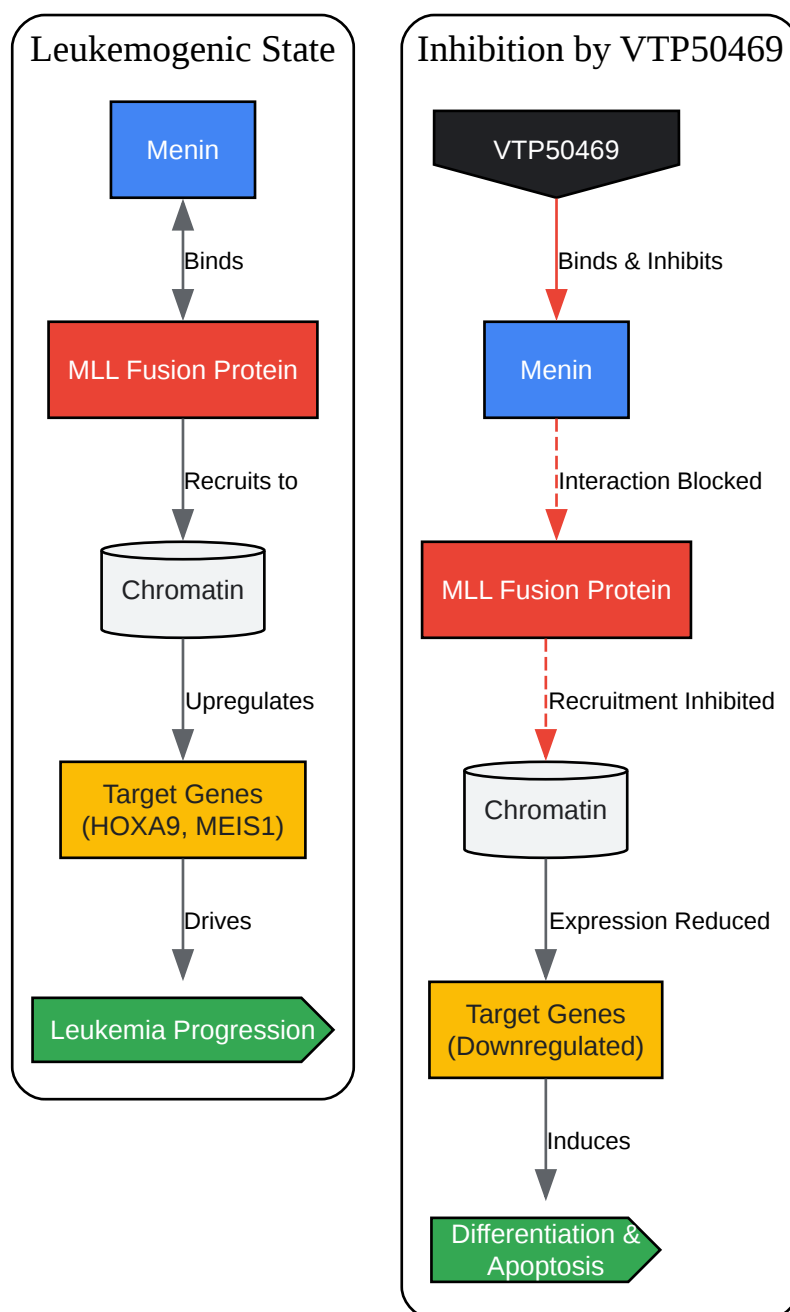 Leukemogenic State
Menin
Binds
MLL Fusion Protein
Recruits to
Chromatin
Upregulates
Target Genes
(HOXA9, MEIS1)
Drives
Leukemia Progression
Inhibition by VTP50469
VTP50469
Binds & Inhibits
Menin
Interaction Blocked
MLL Fusion Protein
Recruitment Inhibited
Chromatin
Expression Reduced
Target Genes
(Downregulated)
Induces
Differentiation &
Apoptosis